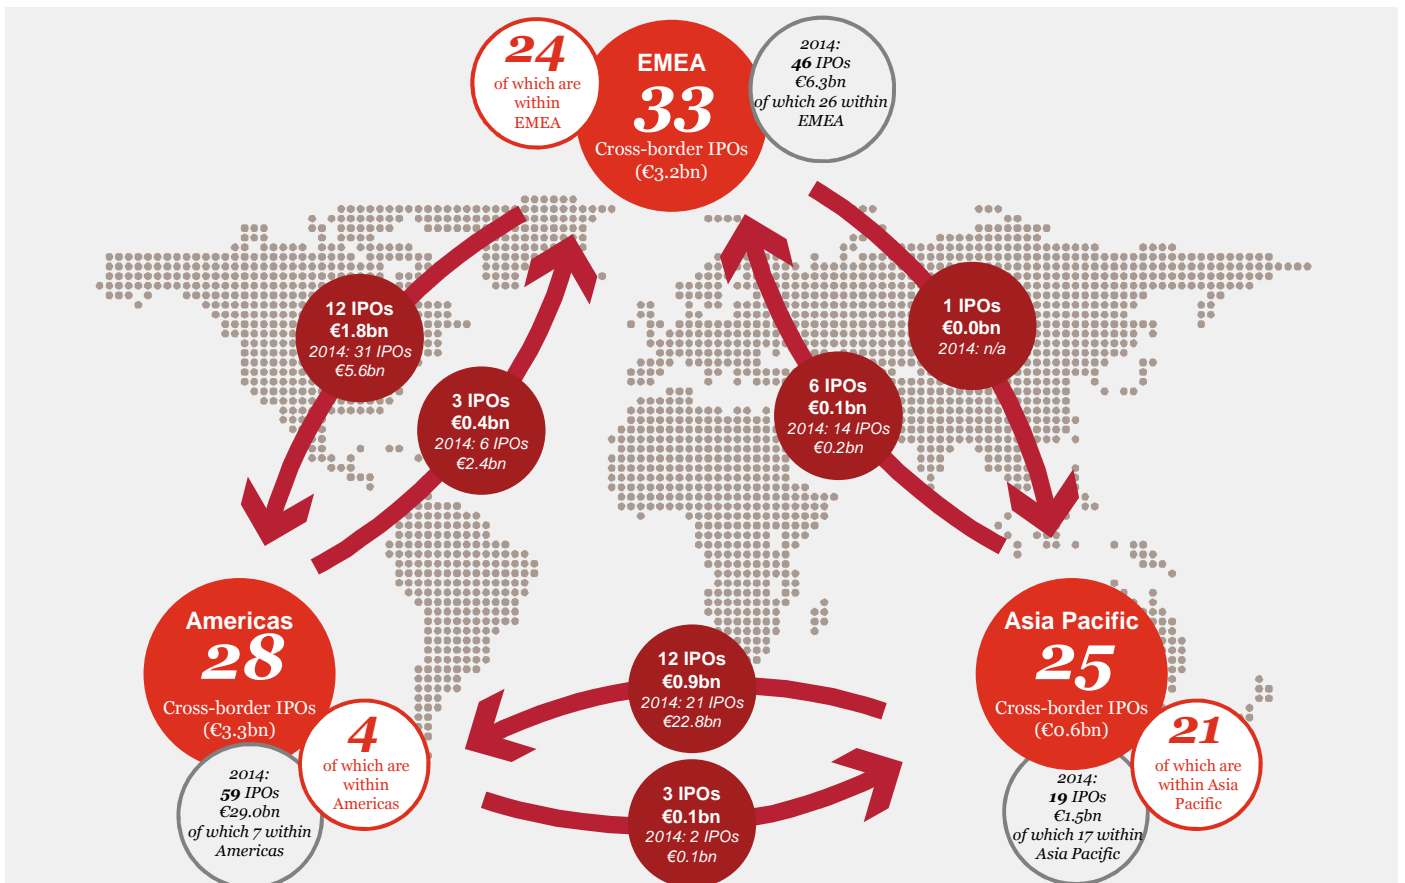 24
of which are
within
EMEA
EMEA
33
Cross-border IPOs
(€3.2bn)
2014:
46 IPOs
€6.3bn
of which 26 within
EMEA
12 IPOs
€1.8bn
2014: 31 IPOs
€5.6bn
3 IPOs
€0.4bn
2014: 6 IPOs
€2.4bn
6 IPOs
€0.1bn
2014: 14 IPOs
€0.2bn
1 IPOs
€0.0bn
2014: n/a
Americas
28
Cross-border IPOs
(€3.3bn)
4
of which are
within
Americas
2014:
59 IPOs
€29.0bn
of which 7 within
Americas
12 IPOs
€0.9bn
2014: 21 IPOs
€22.8bn
3 IPOs
€0.1bn
2014: 2 IPOs
€0.1bn
Asia Pacific
25
Cross-border IPOs
(€0.6bn)
21
of which are
within Asia
Pacific
2014:
19 IPOs
€1.5bn
of which 17 within
Asia Pacific